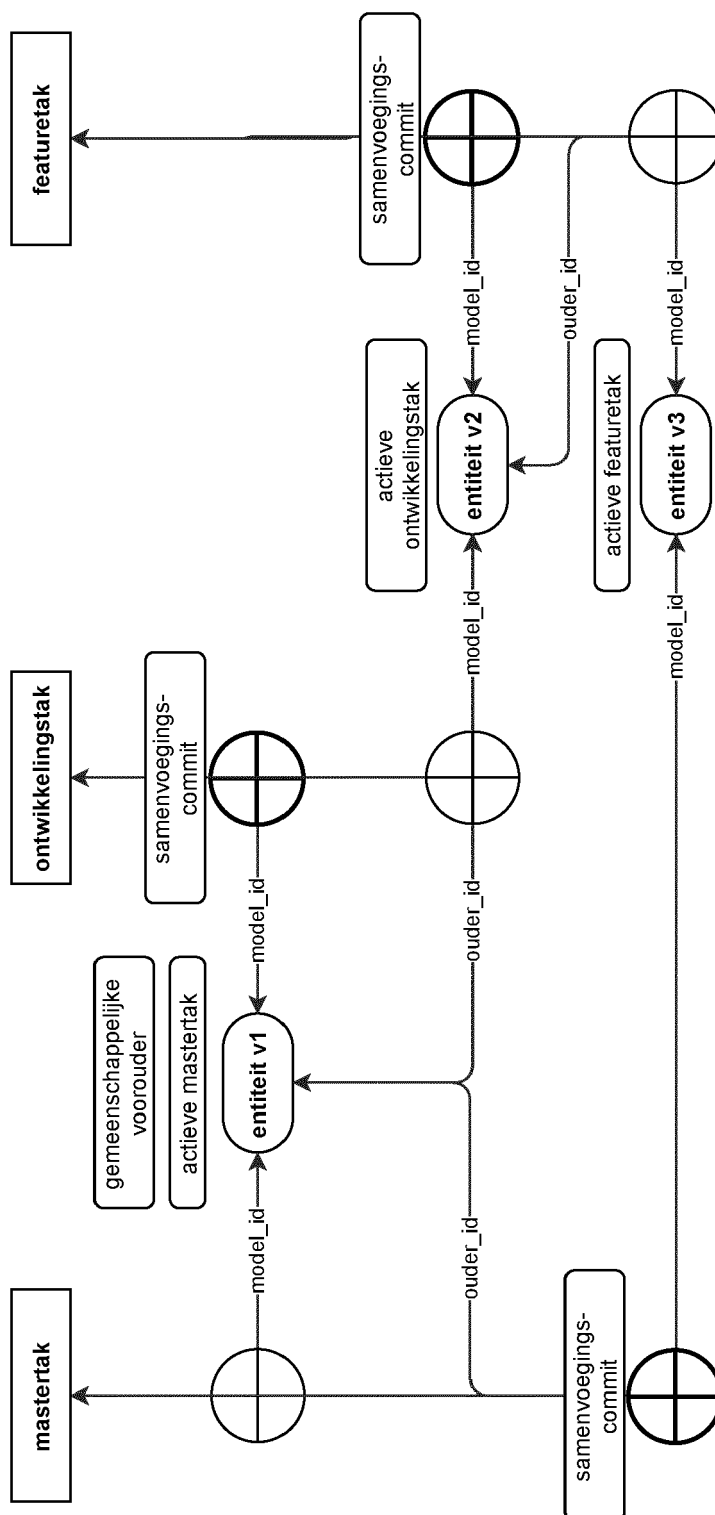 mastertak
ontwikkelingstak
featuretak
gemeenschappelijke
voorouder
actieve mastertak
samenvoegings-
commit
model_id
entiteit v1
model_id
samenvoegings-
commit
actieve
ontwikkelingstak
ouder_id
ouder_id
model_id
entiteit v2
model_id
ouder_id
samenvoegings-
commit
actieve featuretak
model_id
entiteit v3
model_id